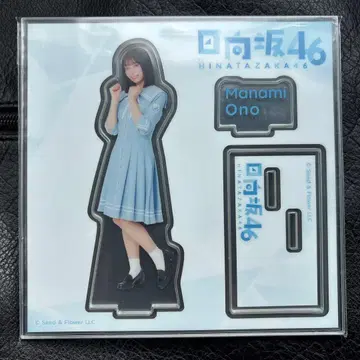 日向坂46
HINATAZAKA46
Manami
Ono
日向坂46
HINATAZAKA46
© Seed & Flower LLC
© Seed & Flower LLC